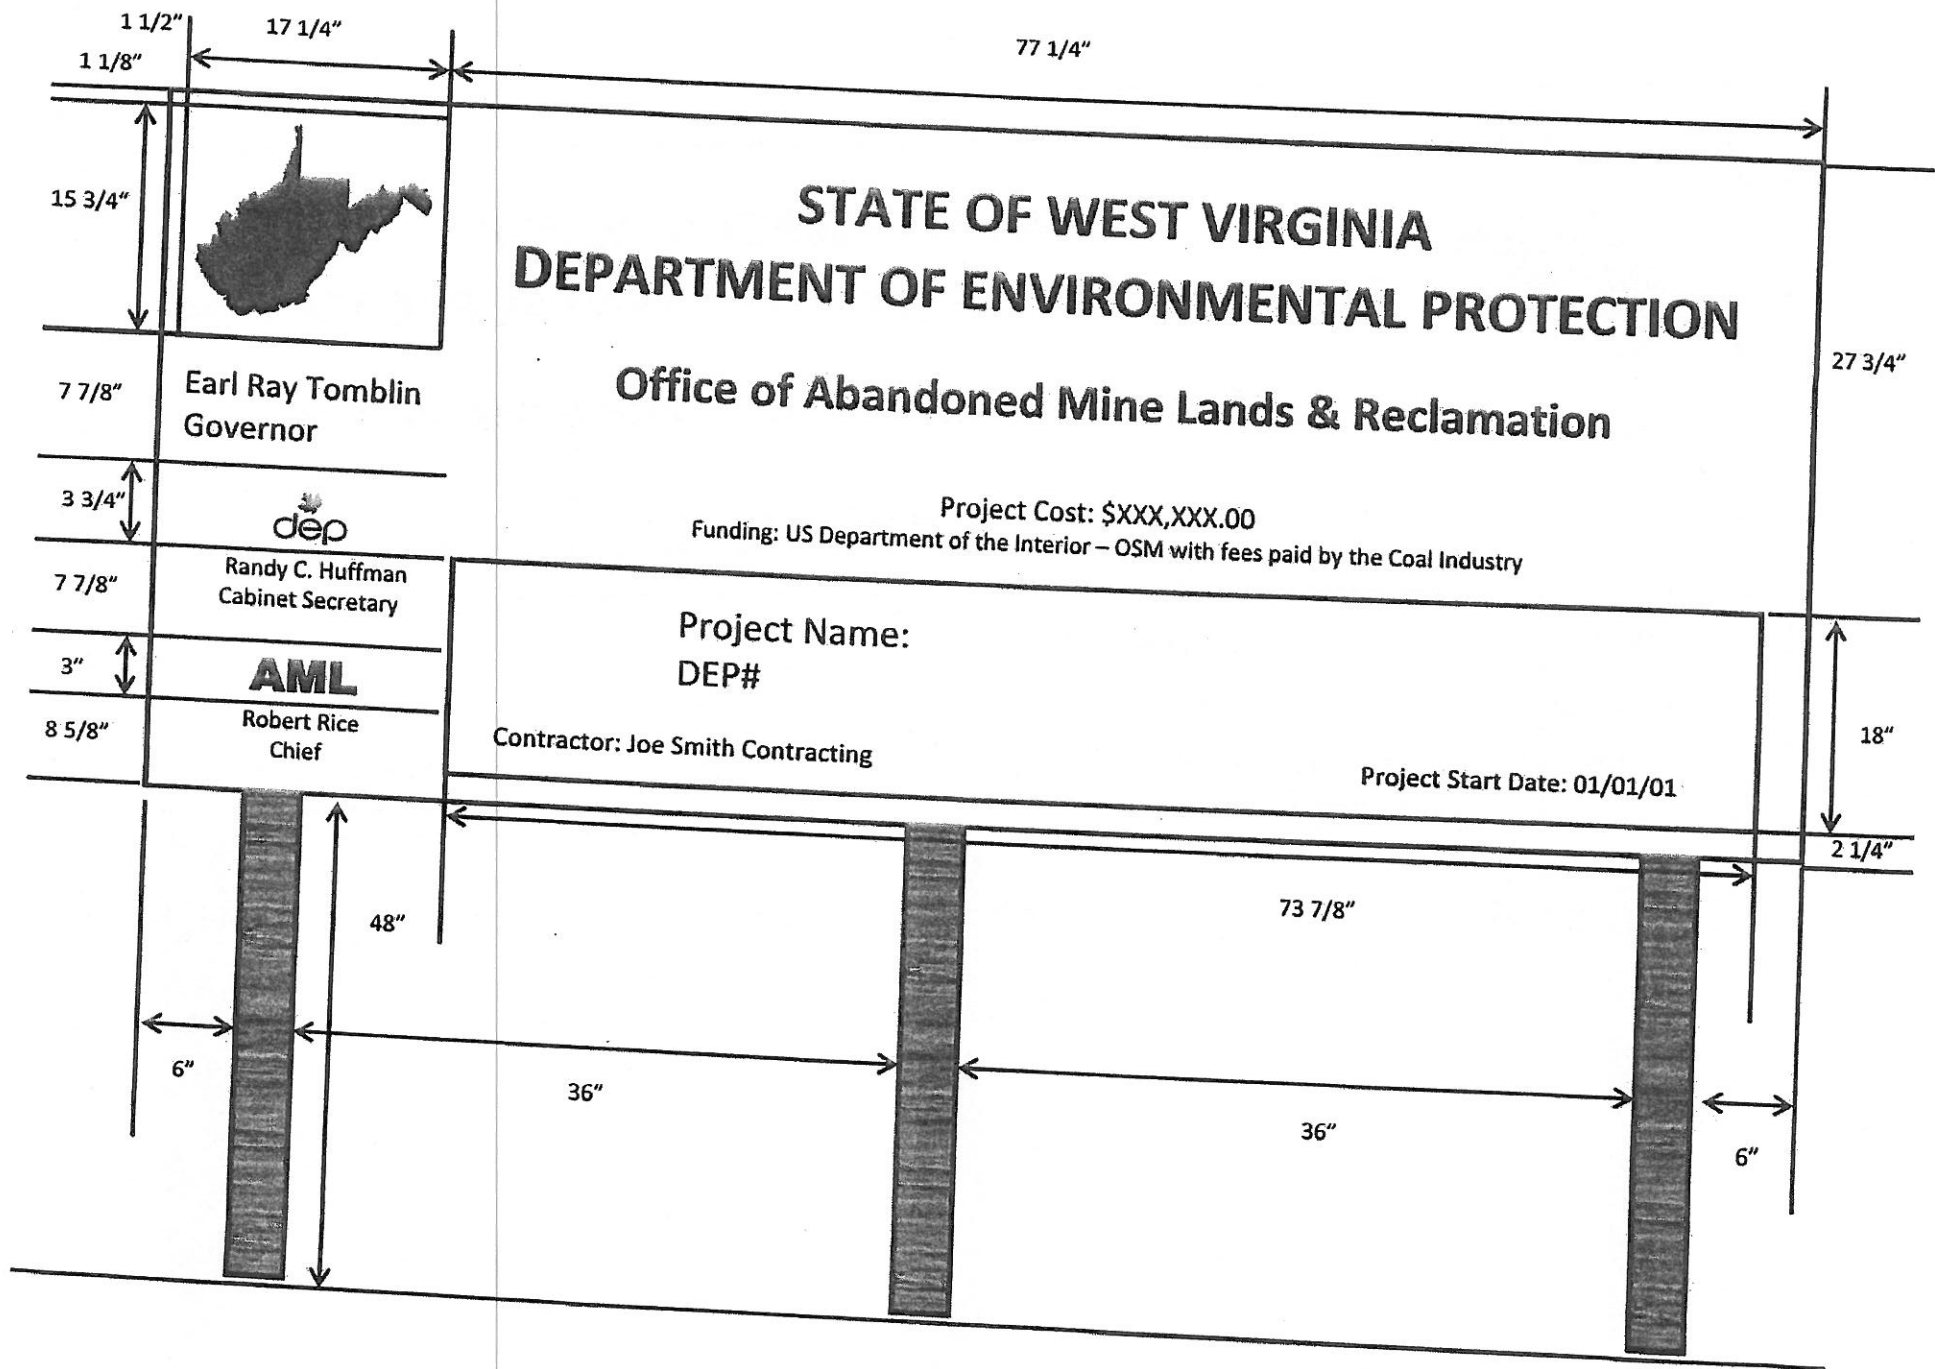 1 1/2"
17 1/4"
77 1/4"
1 1/8"
15 3/4"
STATE OF WEST VIRGINIA
DEPARTMENT OF ENVIRONMENTAL PROTECTION
Office of Abandoned Mine Lands & Reclamation
27 3/4"
7 7/8"
Earl Ray Tomblin
Governor
3 3/4"
dep
Project Cost: $XXX,XXX.00
Funding: US Department of the Interior – OSM with fees paid by the Coal Industry
7 7/8"
Randy C. Huffman
Cabinet Secretary
Project Name:
DEP#
3"
AML
8 5/8"
Robert Rice
Chief
Contractor: Joe Smith Contracting
Project Start Date: 01/01/01
18"
2 1/4"
48"
73 7/8"
6"
36"
36"
6"